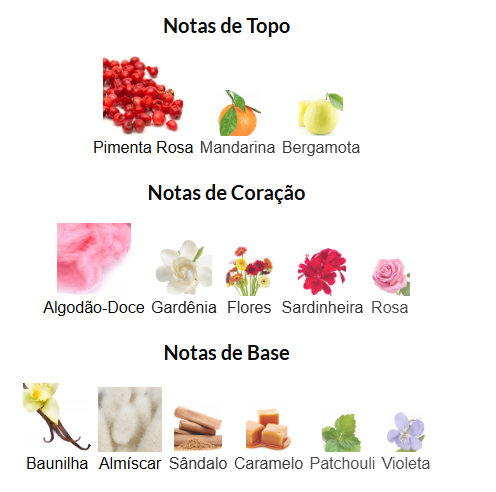 Notas de Topo
Pimenta Rosa Mandarina Bergamota
Notas de Coração
Algodão-Doce Gardênia Flores Sardinheira Rosa
Notas de Base
Baunilha Almíscar Sândalo Caramelo Patchouli Violeta